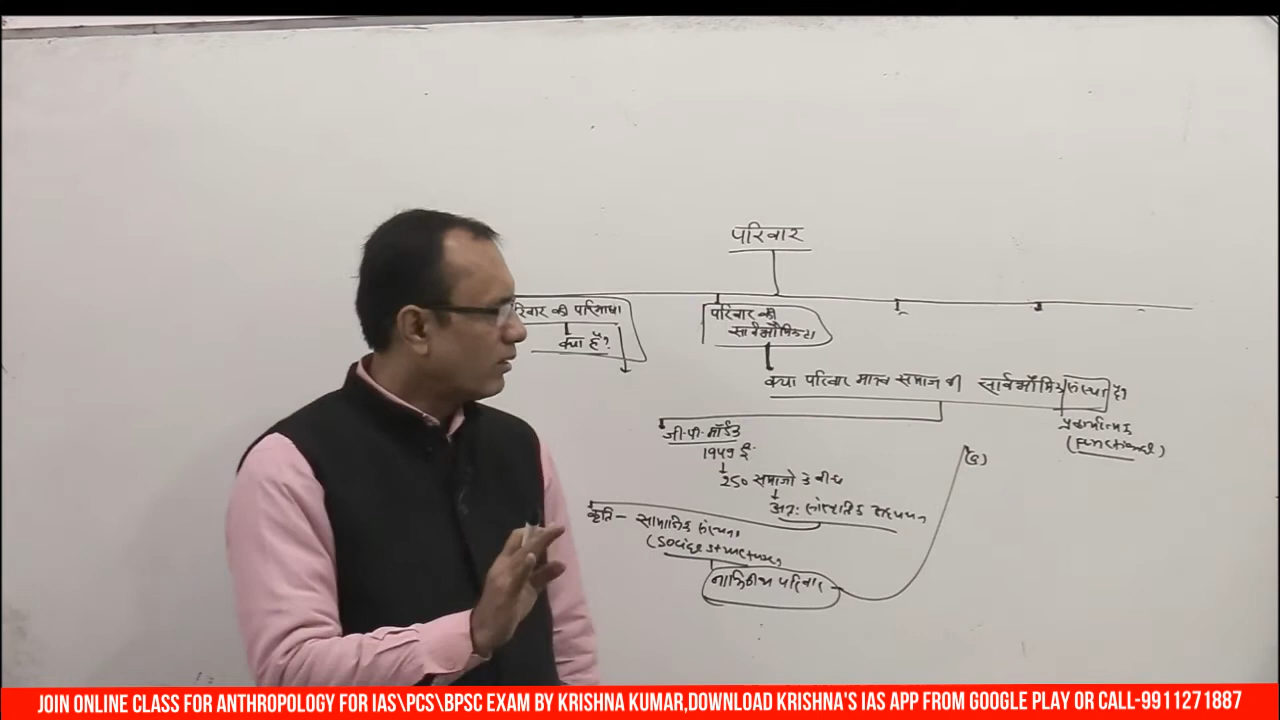 परिवार
रिवार की परिभाषा
क्या है?
परिवार की
सार्वभौमिकता
क्या परिवार मानव समाज की सार्वभौमिक संस्था है?
प्रकार्यात्मक
(Functional)
जी.पी. मॉर्डक
1949 ई.
250 समाजो के बीच
अन्त: सांस्कृतिक अध्ययन
कृति - सामाजिक संरचना
(Social structure)
नाभिकीय परिवार
JOIN ONLINE CLASS FOR ANTHROPOLOGY FOR IAS\PCS\BPSC EXAM BY KRISHNA KUMAR,DOWNLOAD KRISHNA'S IAS APP FROM GOOGLE PLAY OR CALL-9911271887